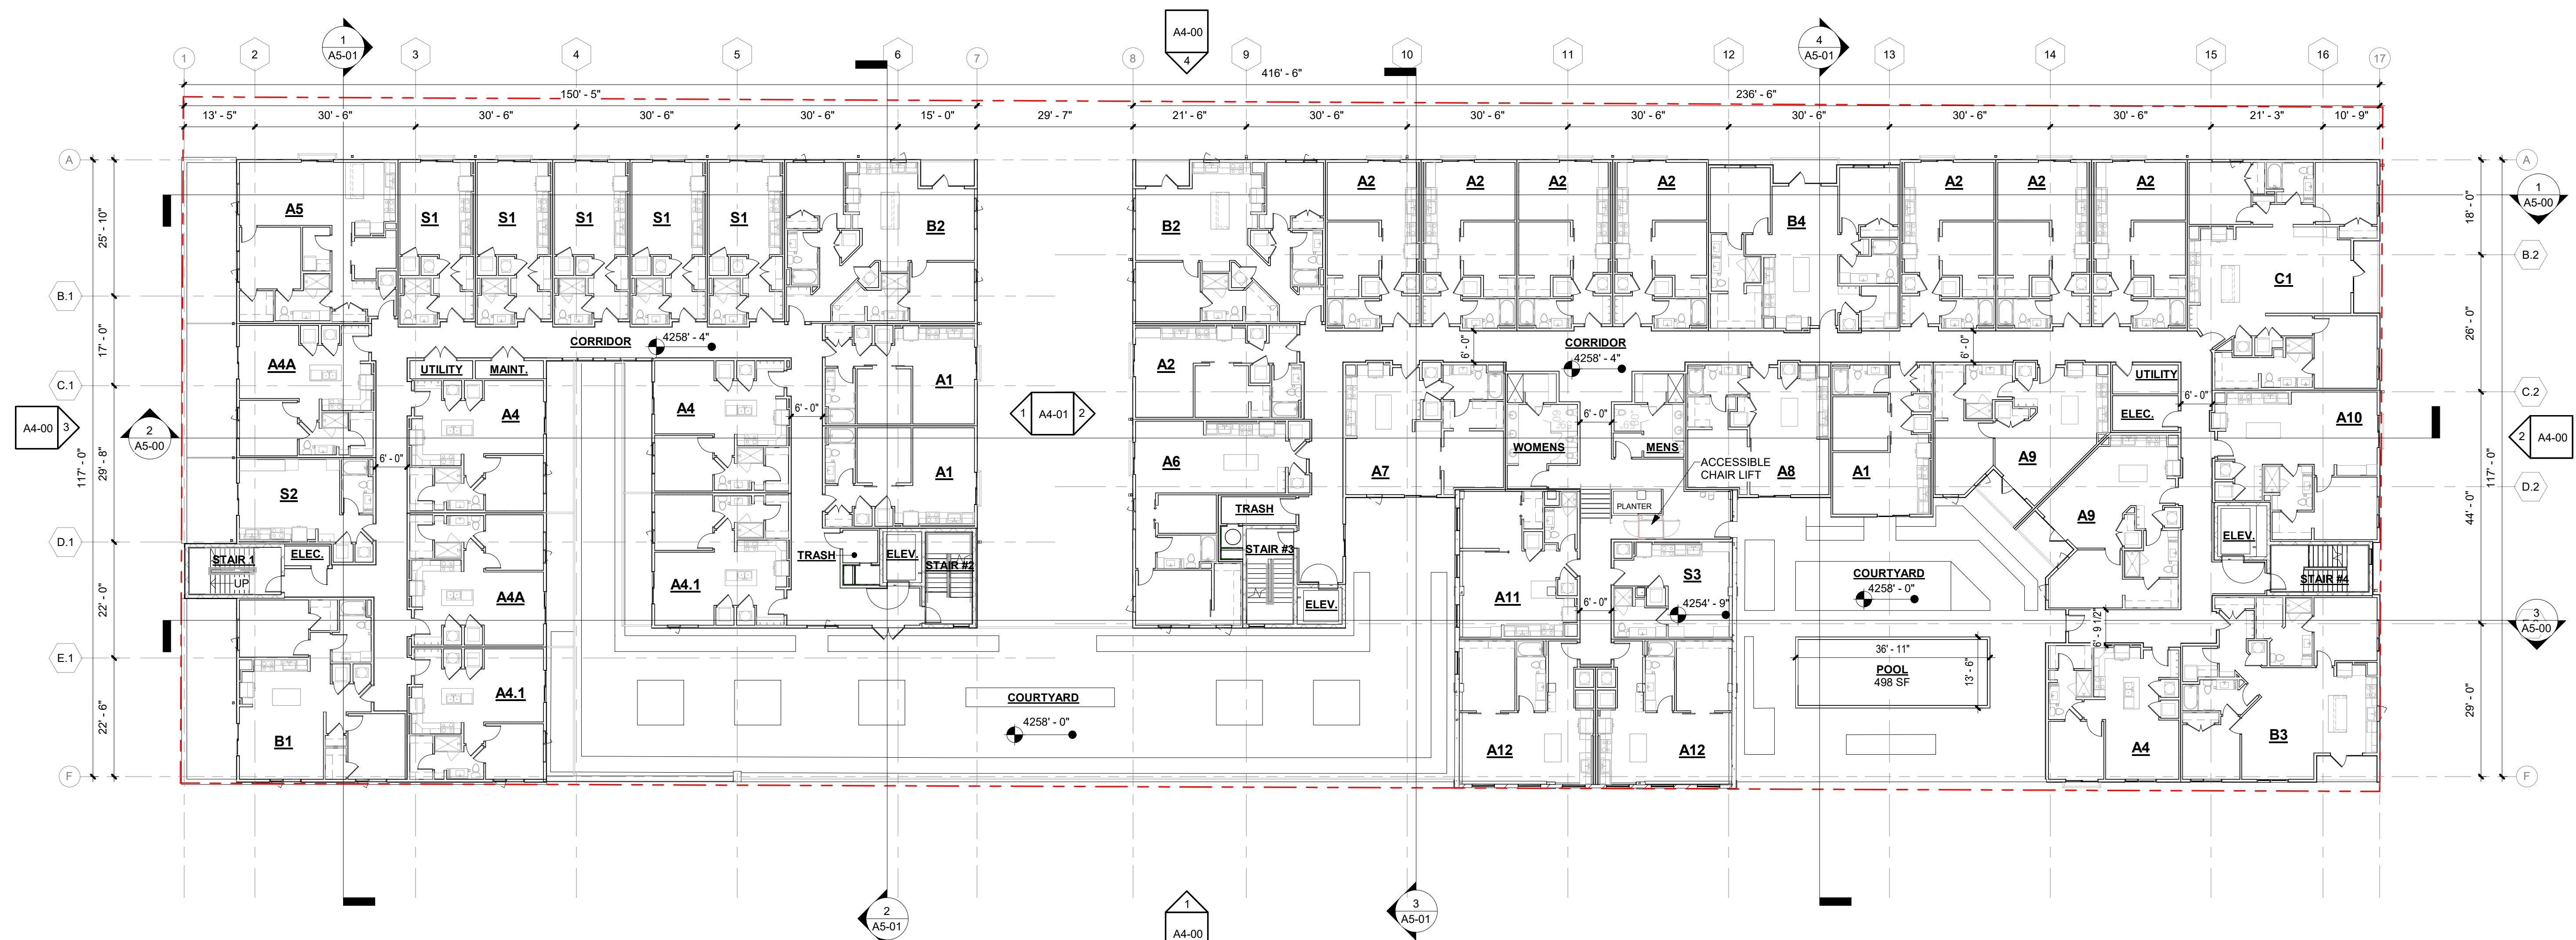 A4-00
4
1
A5-01
4
A5-01
1
2
3
4
5
6
7
8
9
10
11
12
13
14
15
16
17
416' - 6"
150' - 5"
236' - 6"
13' - 5"
30' - 6"
30' - 6"
30' - 6"
30' - 6"
15' - 0"
29' - 7"
21' - 6"
30' - 6"
30' - 6"
30' - 6"
30' - 6"
30' - 6"
30' - 6"
21' - 3"
10' - 9"
A
A
A2
A2
A2
A2
A2
A2
A2
1
A5-00
18' - 0"
A5
S1
S1
S1
S1
S1
B2
B2
B4
25' - 10"
B.2
B.2
C1
B.1
26' - 0"
17' - 0"
CORRIDOR
4258' - 4"
CORRIDOR
4258' - 4"
6' - 0"
6' - 0"
A4A
UTILITY
MAINT.
A2
UTILITY
C.1
C.2
6' - 0"
A4
A4
6' - 0"
A1
1
A4-01
2
6' - 0"
ELEC.
A10
A4-00
3
2
A5-00
2
A4-00
117' - 0"
29' - 8"
6' - 0"
A1
WOMENS
MENS
A6
A7
ACCESSIBLE
CHAIR LIFT
A8
A1
A9
117' - 0"
S2
D.2
TRASH
PLANTER
A9
44' - 0"
D.1
STAIR 1
UP
ELEC.
TRASH
ELEV.
STAIR #2
STAIR #3
ELEV.
STAIR #4
22' - 0"
A4A
A4.1
ELEV.
A11
6' - 0"
S3
4254' - 9"
COURTYARD
4258' - 0"
6' - 9 1/2"
3
A5-00
E.1
36' - 11"
POOL
498 SF
13' - 6"
22' - 6"
A4.1
COURTYARD
4258' - 0"
29' - 0"
B1
A12
A12
A4
B3
F
F
2
A5-01
1
A4-00
3
A5-01